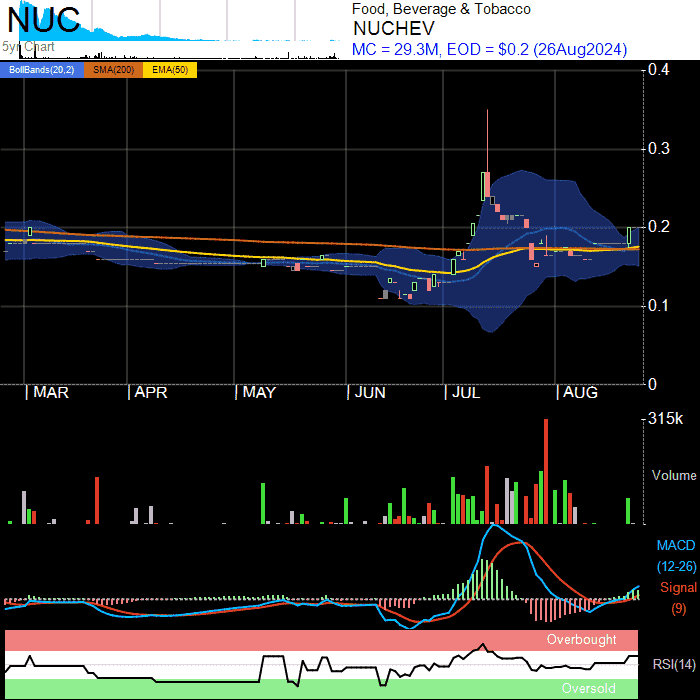 NUC
5yr Chart
Food, Beverage & Tobacco
NUCHEV
MC = 29.3M, EOD = $0.2 (26Aug2024)
BollBands(20,2) SMA(200) EMA(50)
0.4
0.3
0.2
0.1
0
MAR APR MAY JUN JUL AUG
315k
Volume
MACD
(12-26)
Signal
(9)
Overbought
RSI(14)
Oversold